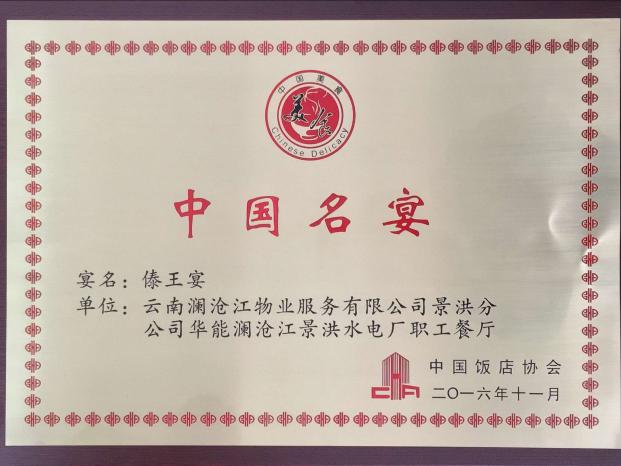 中国美食
美食
Chinese Delicacy
中国名宴
宴名：傣王宴
单位：云南澜沧江物业服务有限公司景洪分
公司华能澜沧江景洪水电厂职工餐厅
CHA
中国饭店协会
二〇一六年十一月